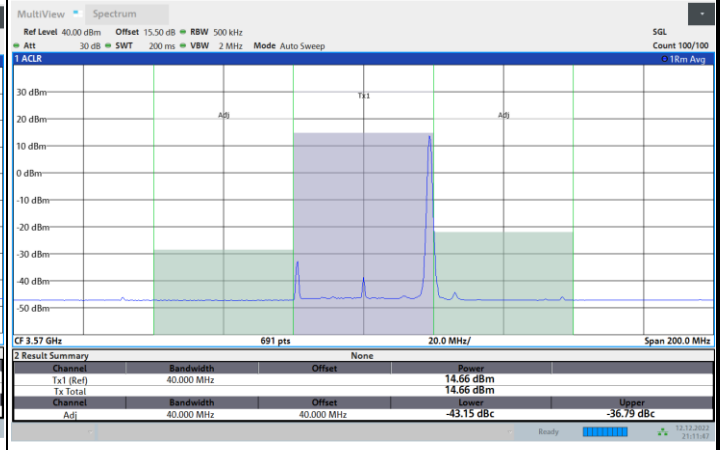 MultiView Spectrum
Ref Level 40.00 dBm Offset 15.50 dB RBW 500 kHz SGL
Att 30 dB SWT 200 ms VBW 2 MHz Mode Auto Sweep Count 100/100
1 ACLR 1Rm Avg
30 dBm
Tx1
20 dBm
Adj Adj
10 dBm
0 dBm
-10 dBm
-20 dBm
-30 dBm
-40 dBm
-50 dBm
CF 3.57 GHz 691 pts 20.0 MHz/ Span 200.0 MHz
2 Result Summary None
Channel Bandwidth Offset Power
Tx1 (Ref) 40.000 MHz 14.66 dBm
Tx Total 14.66 dBm
Channel Bandwidth Offset Lower Upper
Adj 40.000 MHz 40.000 MHz -43.15 dBc -36.79 dBc
Ready 12.12.2022
21:11:47